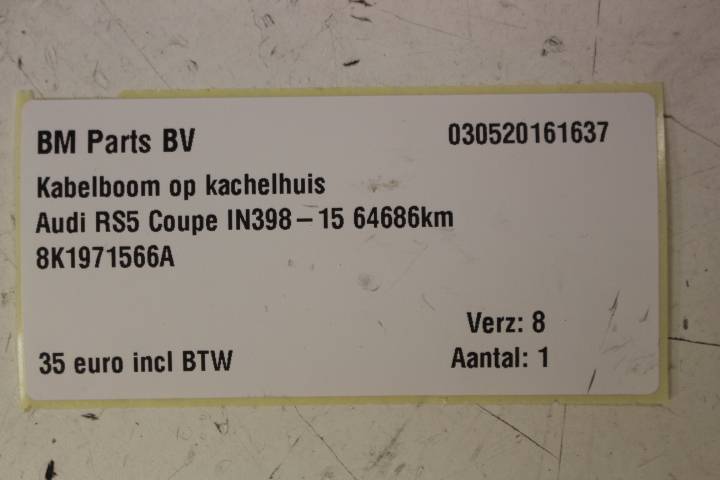 BM Parts BV 030520161637
Kabelboom op kachelhuis
Audi RS5 Coupe IN398-15 64686km
8K1971566A
Verz: 8
35 euro incl BTW Aantal: 1